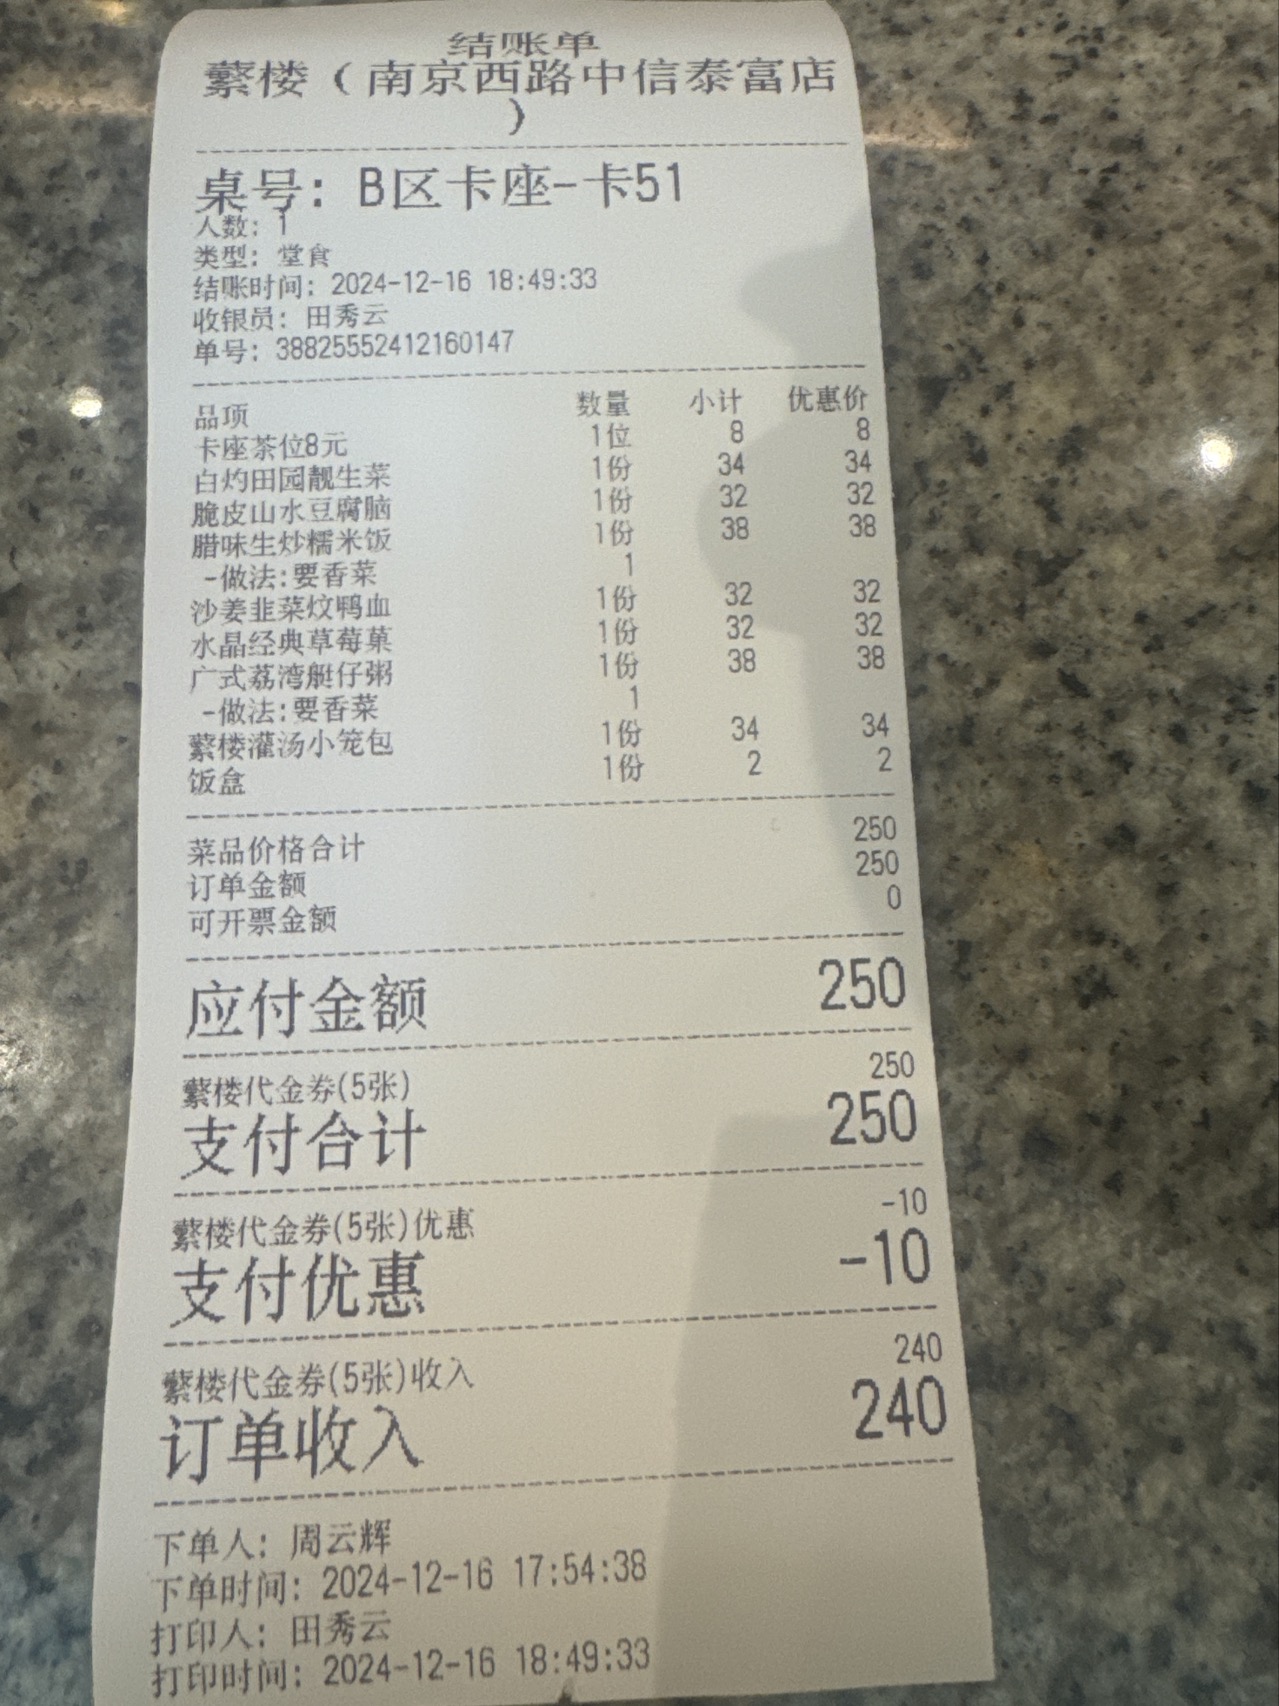 结账单
蘩楼（南京西路中信泰富店
）
桌号: B区卡座-卡51
人数: 1
类型: 堂食
结账时间: 2024-12-16 18:49:33
收银员: 田秀云
单号: 38825552412160147
品项 数量 小计 优惠价
卡座茶位8元 1位 8 8
白灼田园靓生菜 1份 34 34
脆皮山水豆腐脑 1份 32 32
腊味生炒糯米饭 1份 38 38
-做法:要香菜 1
沙姜韭菜炆鸭血 1份 32 32
水晶经典草莓菓 1份 32 32
广式荔湾艇仔粥 1份 38 38
-做法:要香菜 1
蘩楼灌汤小笼包 1份 34 34
饭盒 1份 2 2
菜品价格合计 250
订单金额 250
可开票金额 0
应付金额 250
蘩楼代金券(5张) 250
支付合计 250
蘩楼代金券(5张)优惠 -10
支付优惠 -10
蘩楼代金券(5张)收入 240
订单收入 240
下单人: 周云辉
下单时间: 2024-12-16 17:54:38
打印人: 田秀云
打印时间: 2024-12-16 18:49:33